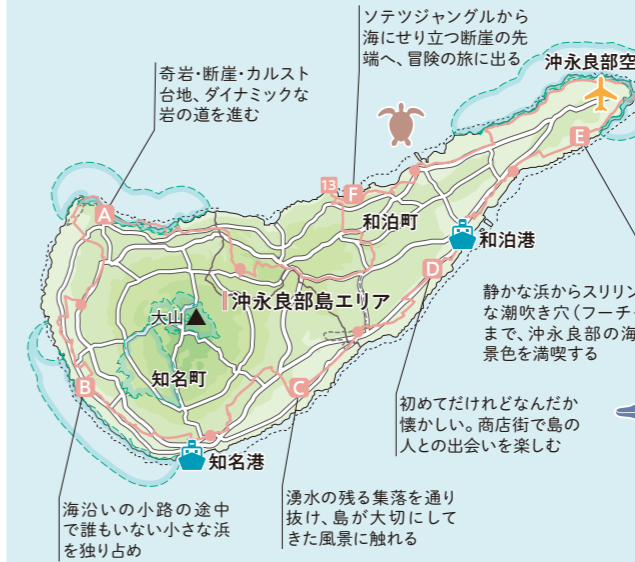 ソテツジャングルから
海にせり立つ断崖の先
端へ、冒険の旅に出る
沖永良部空
奇岩・断崖・カルスト
台地、ダイナミックな
岩の道を進む
E
13
F
A
和泊町
和泊港
D
静かな浜からスリリン
な潮吹き穴（フーチ
まで、沖永良部の海
景色を満喫する
沖永良部島エリア
大山
知名町
B
C
初めてだけれどなんだか
懐かしい。商店街で島の
人との出会いを楽しむ
知名港
海沿いの小路の途中
で誰もいない小さな浜
を独り占め
湧水の残る集落を通り
抜け、島が大切にして
きた風景に触れる